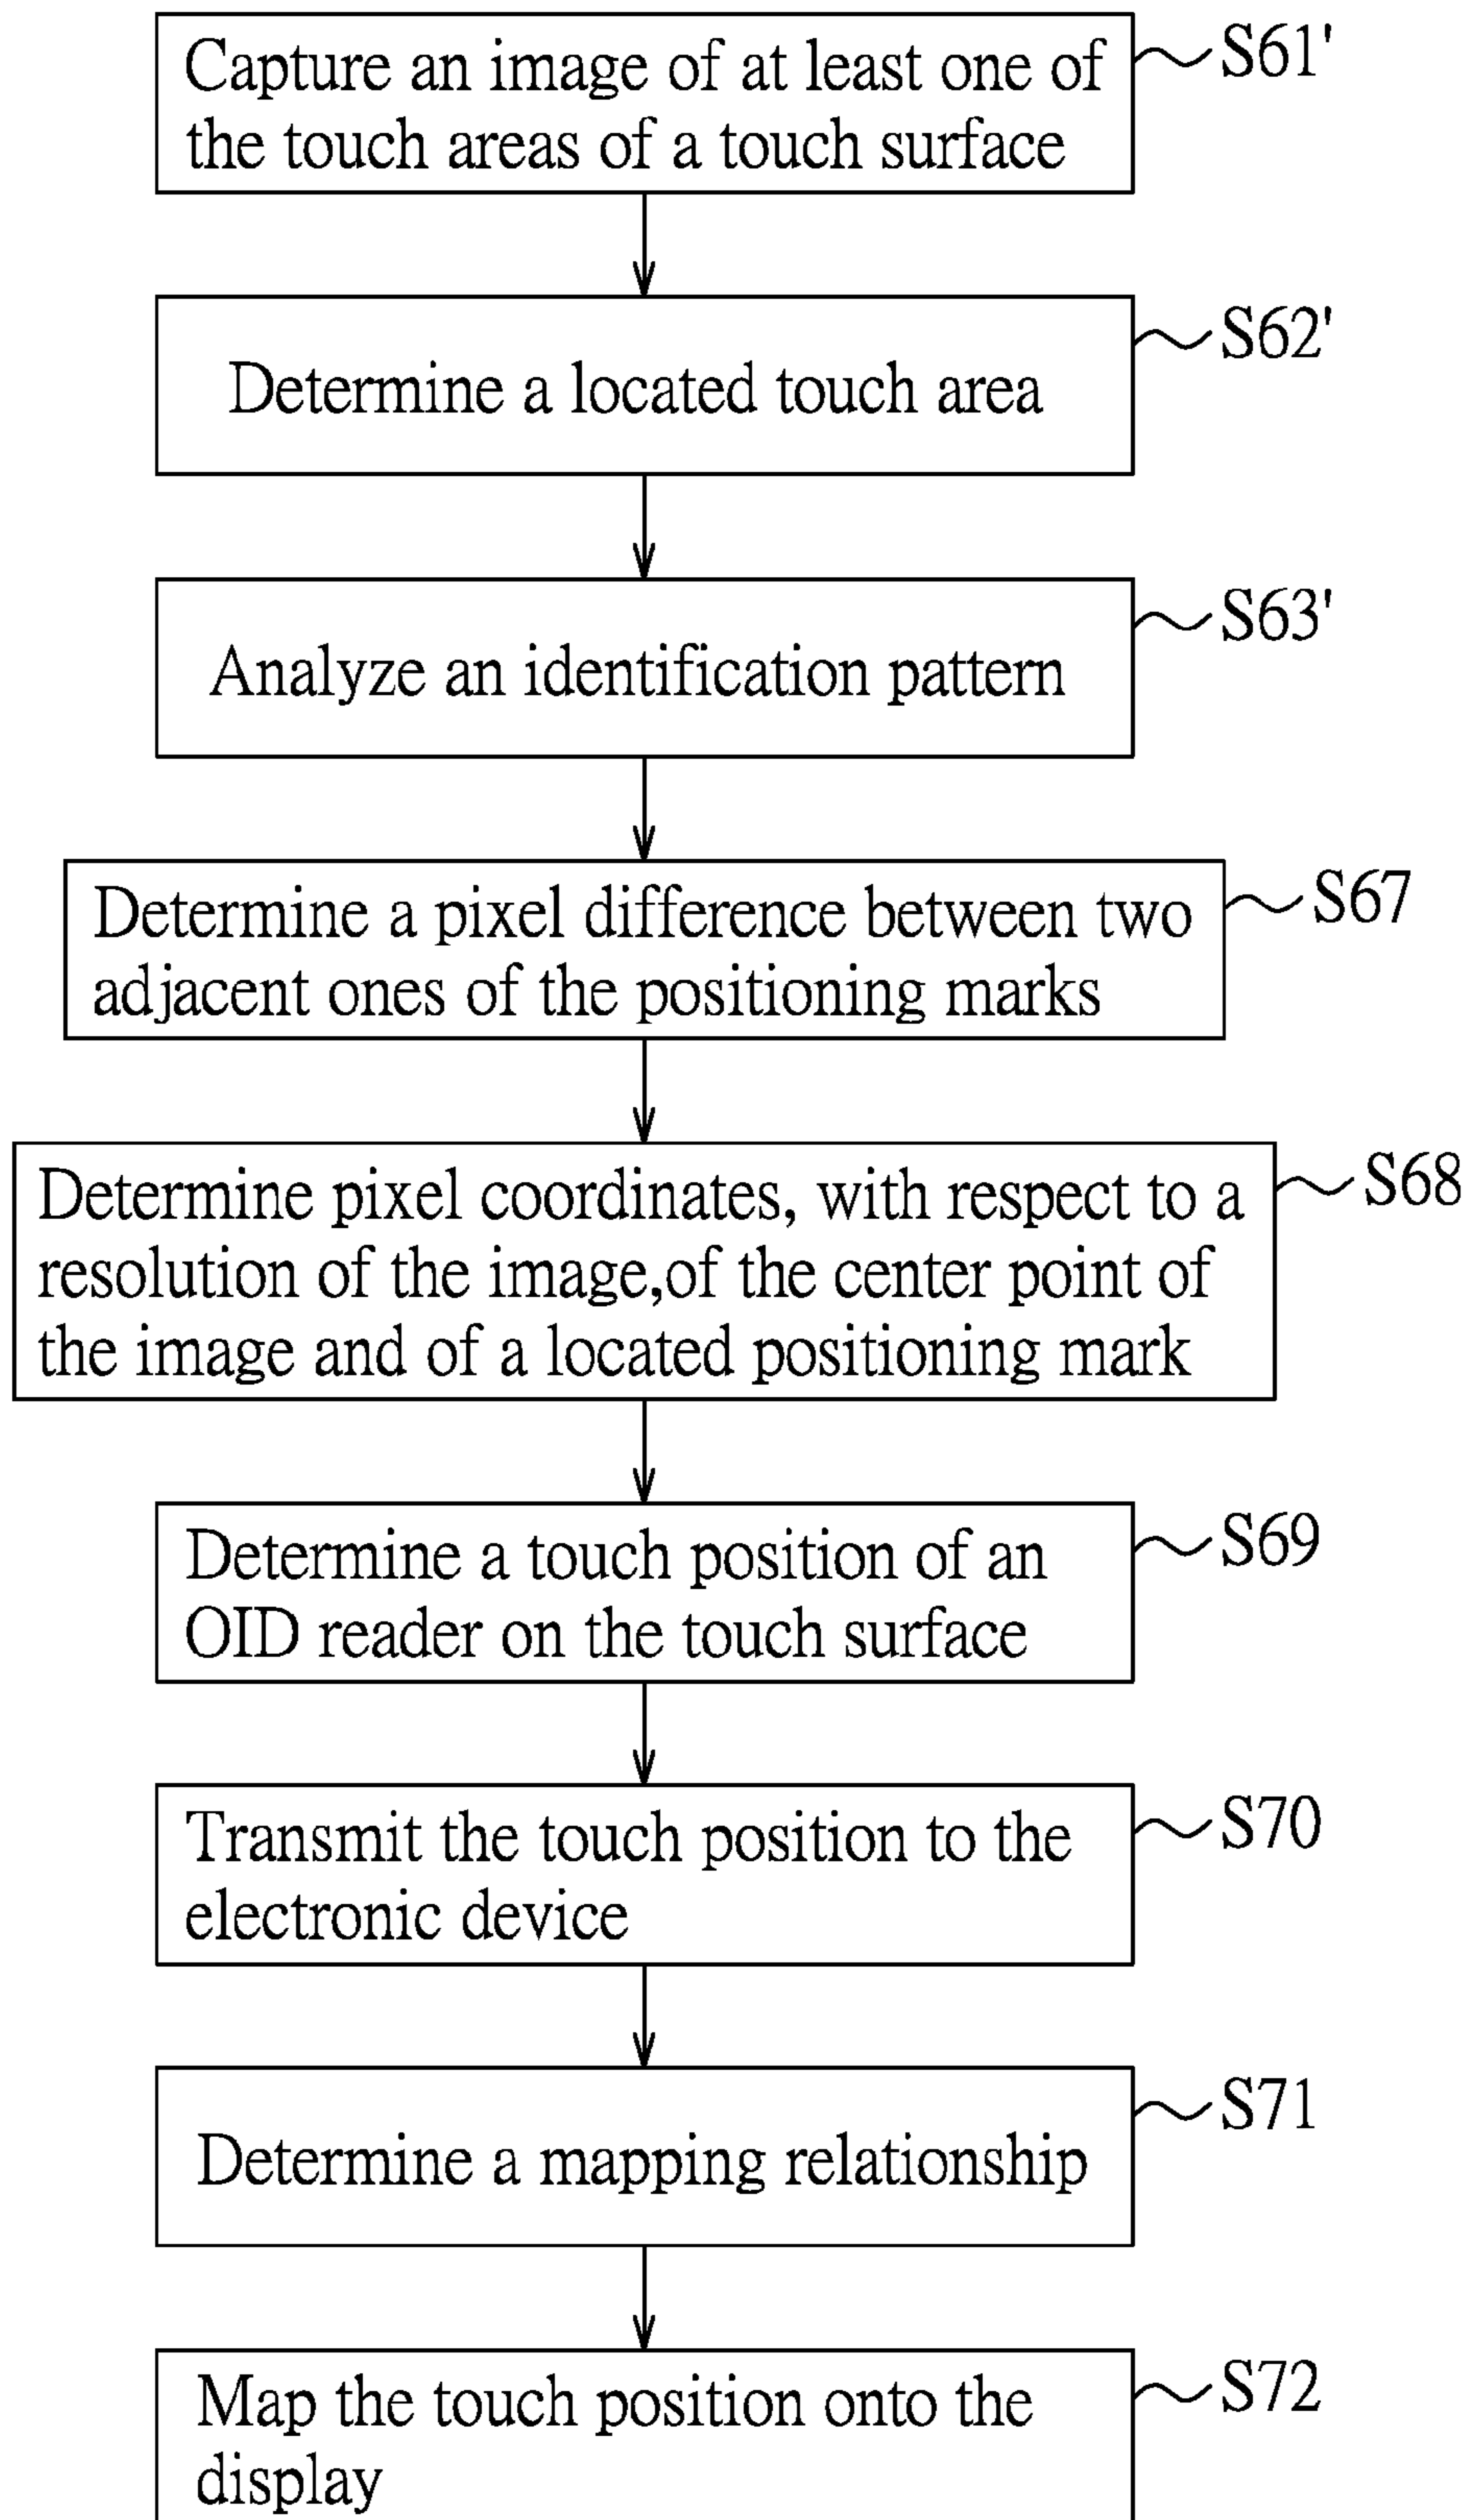 Capture an image of at least one of
the touch areas of a touch surface
S61'
Determine a located touch area
S62'
Analyze an identification pattern
S63'
Determine a pixel difference between two
adjacent ones of the positioning marks
S67
Determine pixel coordinates, with respect to a
resolution of the image,of the center point of
the image and of a located positioning mark
S68
Determine a touch position of an
OID reader on the touch surface
S69
Transmit the touch position to the
electronic device
S70
Determine a mapping relationship
S71
Map the touch position onto the
display
S72